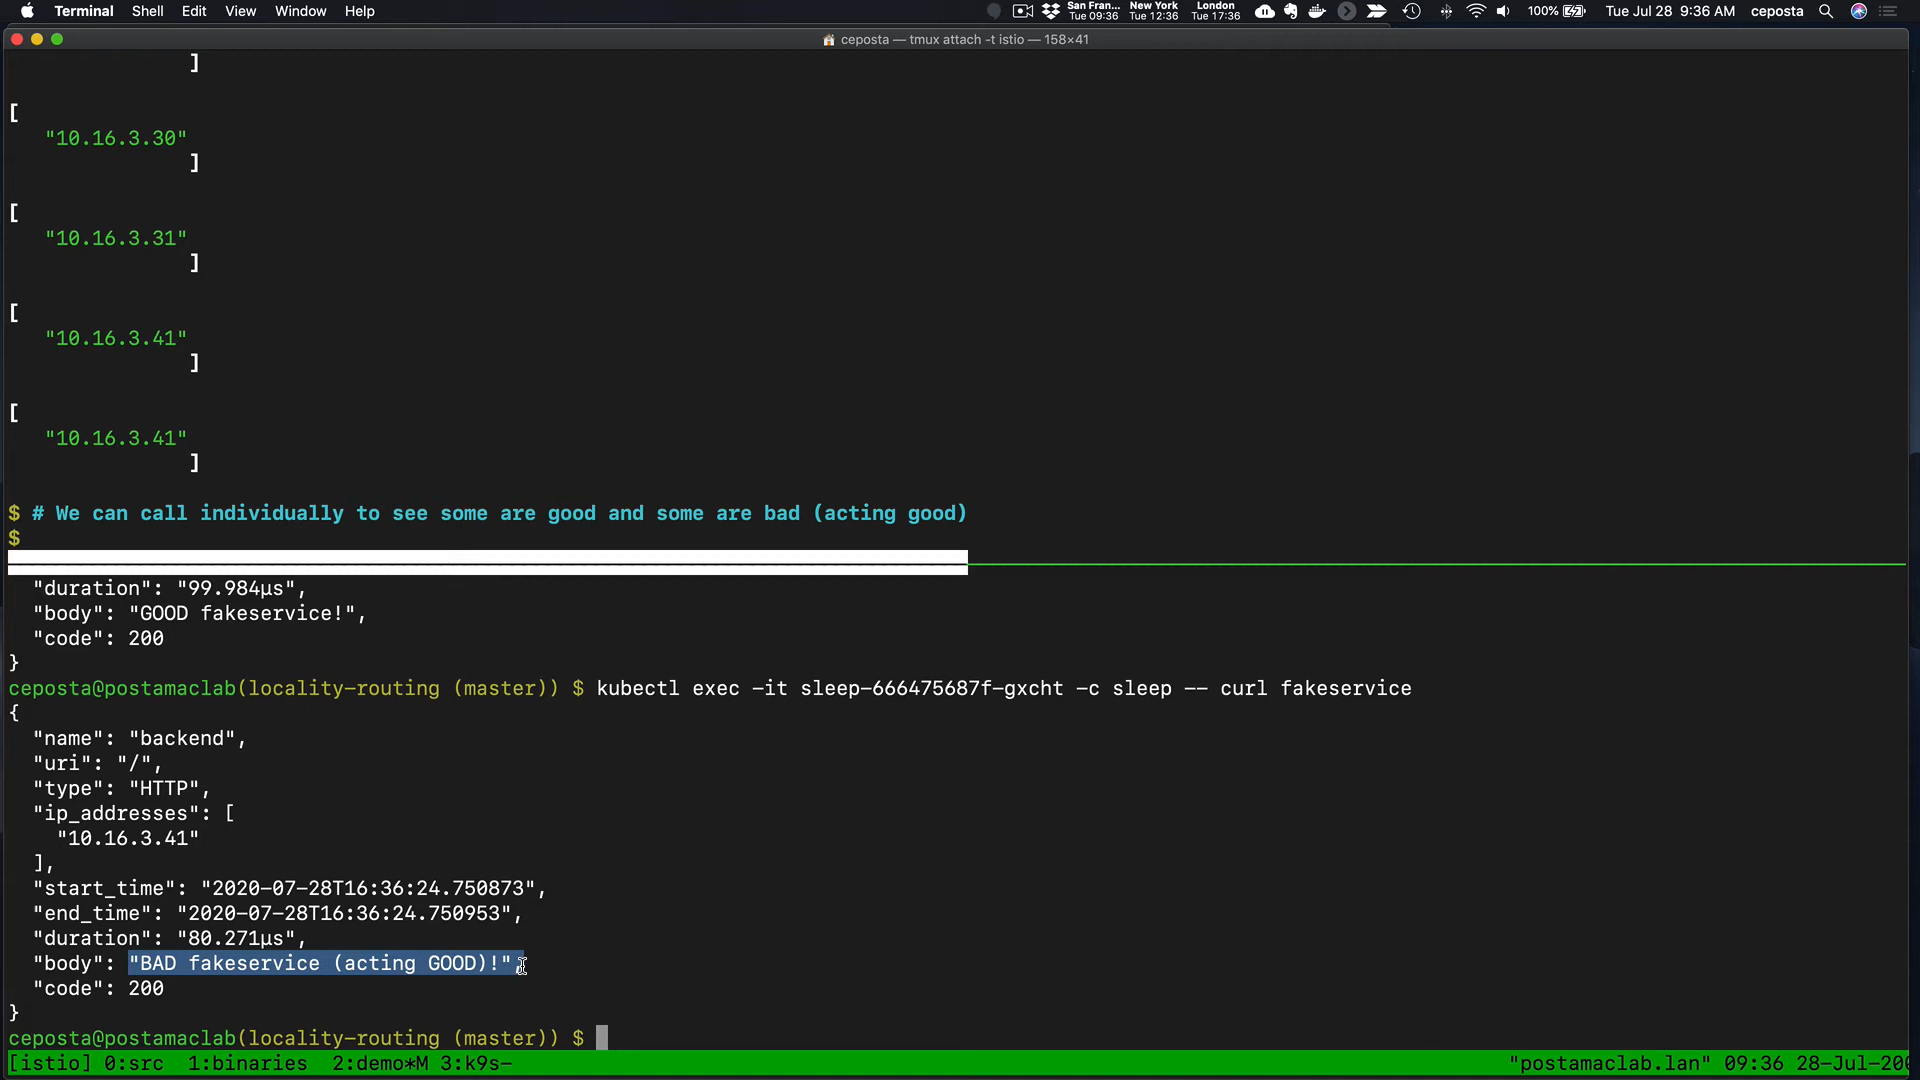 Terminal Shell Edit View Window Help San Fran... Tue 09:36 New York Tue 12:36 London Tue 17:36 100% Tue Jul 28 9:36 AM ceposta
ceposta — tmux attach -t istio — 158×41
]
[
"10.16.3.30"
]
[
"10.16.3.31"
]
[
"10.16.3.41"
]
[
"10.16.3.41"
]
$ # We can call individually to see some are good and some are bad (acting good)
$
"duration": "99.984µs",
"body": "GOOD fakeservice!",
"code": 200
}
ceposta@postamaclab(locality-routing (master)) $ kubectl exec -it sleep-666475687f-gxcht -c sleep -- curl fakeservice
{
"name": "backend",
"uri": "/",
"type": "HTTP",
"ip_addresses": [
"10.16.3.41"
],
"start_time": "2020-07-28T16:36:24.750873",
"end_time": "2020-07-28T16:36:24.750953",
"duration": "80.271µs",
"body": "BAD fakeservice (acting GOOD)!",
"code": 200
}
ceposta@postamaclab(locality-routing (master)) $
[istio] 0:src 1:binaries 2:demo*M 3:k9s- "postamaclab.lan" 09:36 28-Jul-20